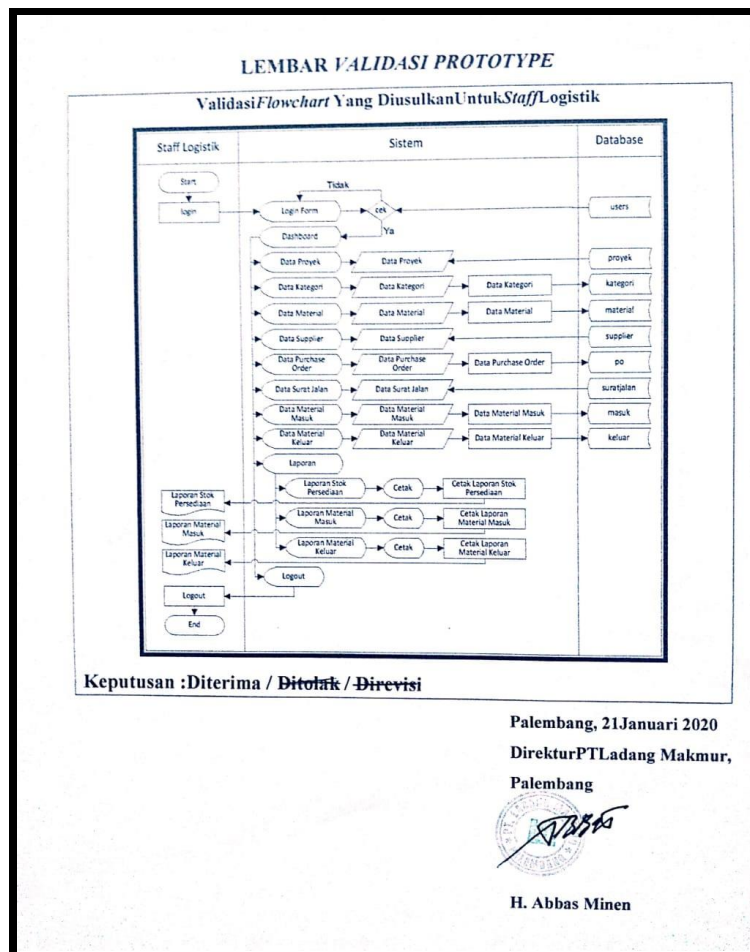 LEMBAR VALIDASI PROTOTYPE
ValidasiFlowchart Yang DiusulkanUntukStaffLogistik
Staff Logistik Sistem Database
Start
Tidak
login Login Form cek users
Ya
Dashboard
Data Proyek Data Proyek proyek
Data Kategori Data Kategori Data Kategori kategori
Data Material Data Material Data Material material
Data Supplier Data Supplier supplier
Data Purchase Order Data Purchase Order Data Purchase Order po
Data Surat Jalan Data Surat Jalan suratjalan
Data Material Masuk Data Material Masuk Data Material Masuk masuk
Data Material Keluar Data Material Keluar Data Material Keluar keluar
Laporan
Laporan Stok Persediaan Cetak Cetak Laporan Stok Persediaan
Laporan Stok Persediaan
Laporan Material Masuk Cetak Cetak Laporan Material Masuk
Laporan Material Masuk
Laporan Material Keluar Cetak Cetak Laporan Material Keluar
Laporan Material Keluar
Logout
Logout
End
Keputusan :Diterima / Ditolak / Direvisi
Palembang, 21Januari 2020
DirekturPTLadang Makmur,
Palembang
H. Abbas Minen